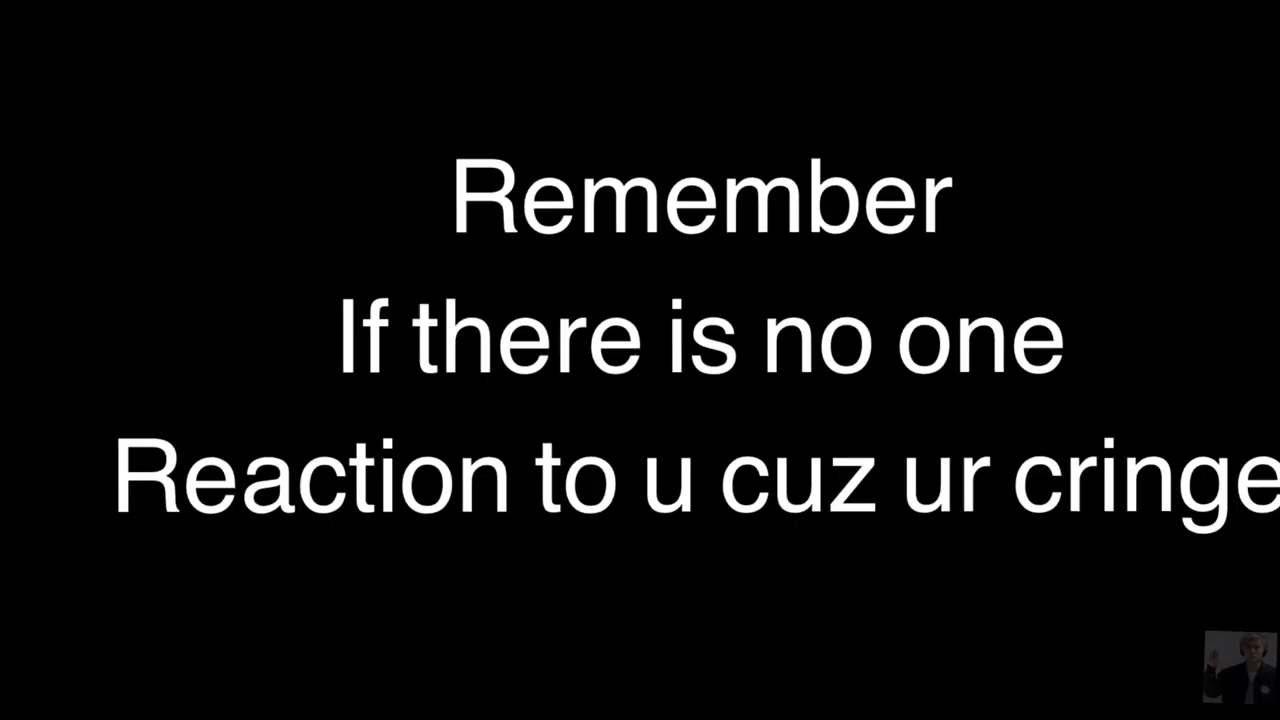 Remember
If there is no one
Reaction to u cuz ur cringe